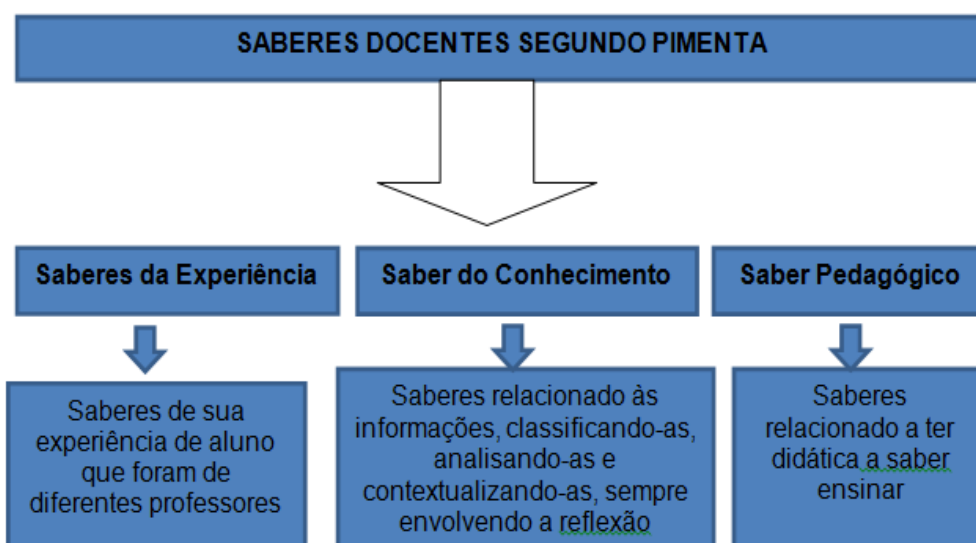 SABERES DOCENTES SEGUNDO PIMENTA
Saberes da Experiência
Saber do Conhecimento
Saber Pedagógico
Saberes de sua
experiência de aluno
que foram de
diferentes professores
Saberes relacionado às
informações, classificando-as,
analisando-as e
contextualizando-as, sempre
envolvendo a reflexão
Saberes
relacionado a ter
didática a saber
ensinar